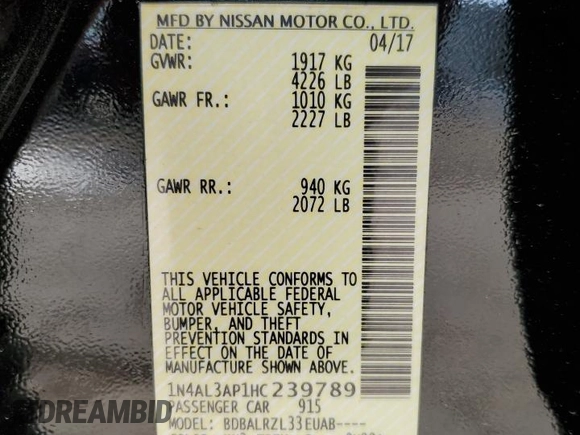 MFD BY NISSAN MOTOR CO., LTD.
DATE: 04/17
GVWR: 1917 KG
4226 LB
GAWR FR.: 1010 KG
2227 LB
GAWR RR.: 940 KG
2072 LB
THIS VEHICLE CONFORMS TO
ALL APPLICABLE FEDERAL
MOTOR VEHICLE SAFETY,
BUMPER, AND THEFT
PREVENTION STANDARDS IN
EFFECT ON THE DATE OF
MANUFACTURE SHOWN ABOVE.
1N4AL3AP1HC239789
PASSENGER CAR 915
MODEL: BDBALRZL33EUAB----
DREAMBID